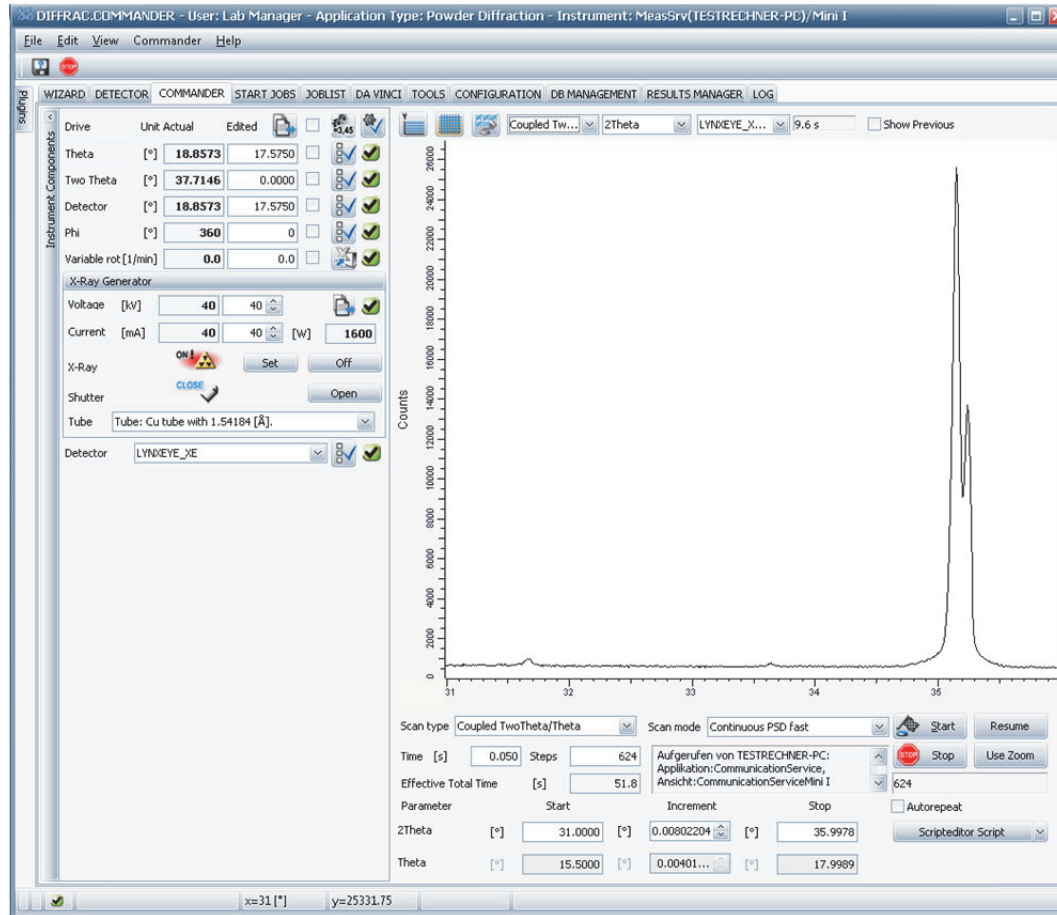 DIFFRAC.COMMANDER - User: Lab Manager - Application Type: Powder Diffraction - Instrument: MeasSrv(TESTRECHNER-PC)/Mini I
File Edit View Commander Help
STOP
Plugins
WIZARD DETECTOR COMMANDER START JOBS JOBLIST DA VINCI TOOLS CONFIGURATION DB MANAGEMENT RESULTS MANAGER LOG
Instrument Components
Drive Unit Actual Edited
Theta [°] 18.8573 17.5750
Two Theta [°] 37.7146 0.0000
Detector [°] 18.8573 17.5750
Phi [°] 360 0
Variable rot [1/min] 0.0 0.0
X-Ray Generator
Voltage [kV] 40 40
Current [mA] 40 40 [W] 1600
X-Ray ON! Set Off
Shutter CLOSE Open
Tube Tube: Cu tube with 1.54184 [Å].
Detector LYNXEYE_XE
Coupled Tw... 2Theta LYNXEYE_X... 9.6 s Show Previous
Counts
26000
24000
22000
20000
18000
16000
14000
12000
10000
8000
6000
4000
2000
0
31 32 33 34 35
Scan type Coupled TwoTheta/Theta Scan mode Continuous PSD fast Start Resume
Time [s] 0.050 Steps 624 Aufgerufen von TESTRECHNER-PC: STOP Stop Use Zoom
Applikation:CommunicationService,
Effective Total Time [s] 51.8 Ansicht:CommunicationServiceMini I 624
Parameter Start Increment Stop Autorepeat
2Theta [°] 31.0000 [°] 0.00802204 [°] 35.9978 Scripteditor Script
Theta [°] 15.5000 [°] 0.00401... [°] 17.9989
x=31 [°] y=25331.75